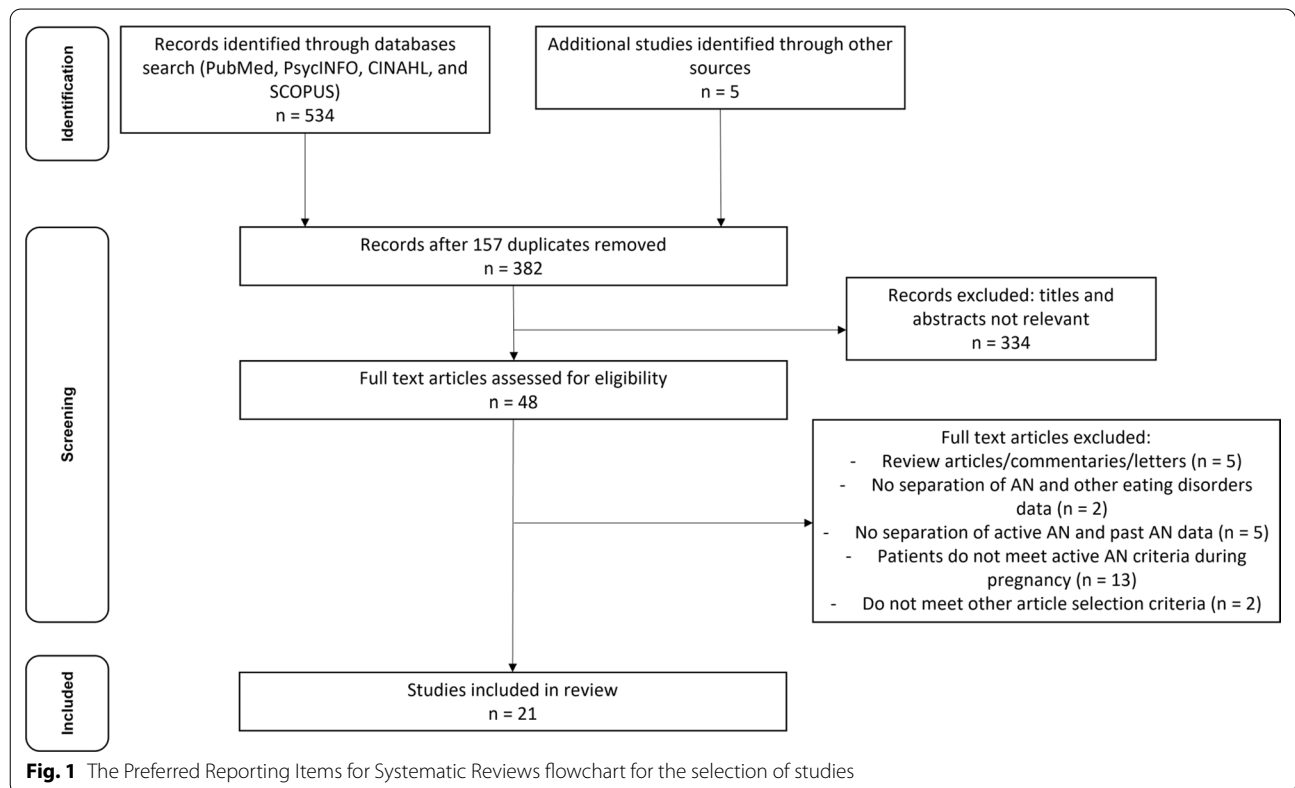 Identification
Records identified through databases
search (PubMed, PsycINFO, CINAHL, and
SCOPUS)
n = 534
Additional studies identified through other
sources
n = 5
Screening
Records after 157 duplicates removed
n = 382
Records excluded: titles and
abstracts not relevant
n = 334
Full text articles assessed for eligibility
n = 48
Full text articles excluded:
- Review articles/commentaries/letters (n = 5)
- No separation of AN and other eating disorders
data (n = 2)
- No separation of active AN and past AN data (n = 5)
- Patients do not meet active AN criteria during
pregnancy (n = 13)
- Do not meet other article selection criteria (n = 2)
Included
Studies included in review
n = 21
Fig. 1 The Preferred Reporting Items for Systematic Reviews flowchart for the selection of studies